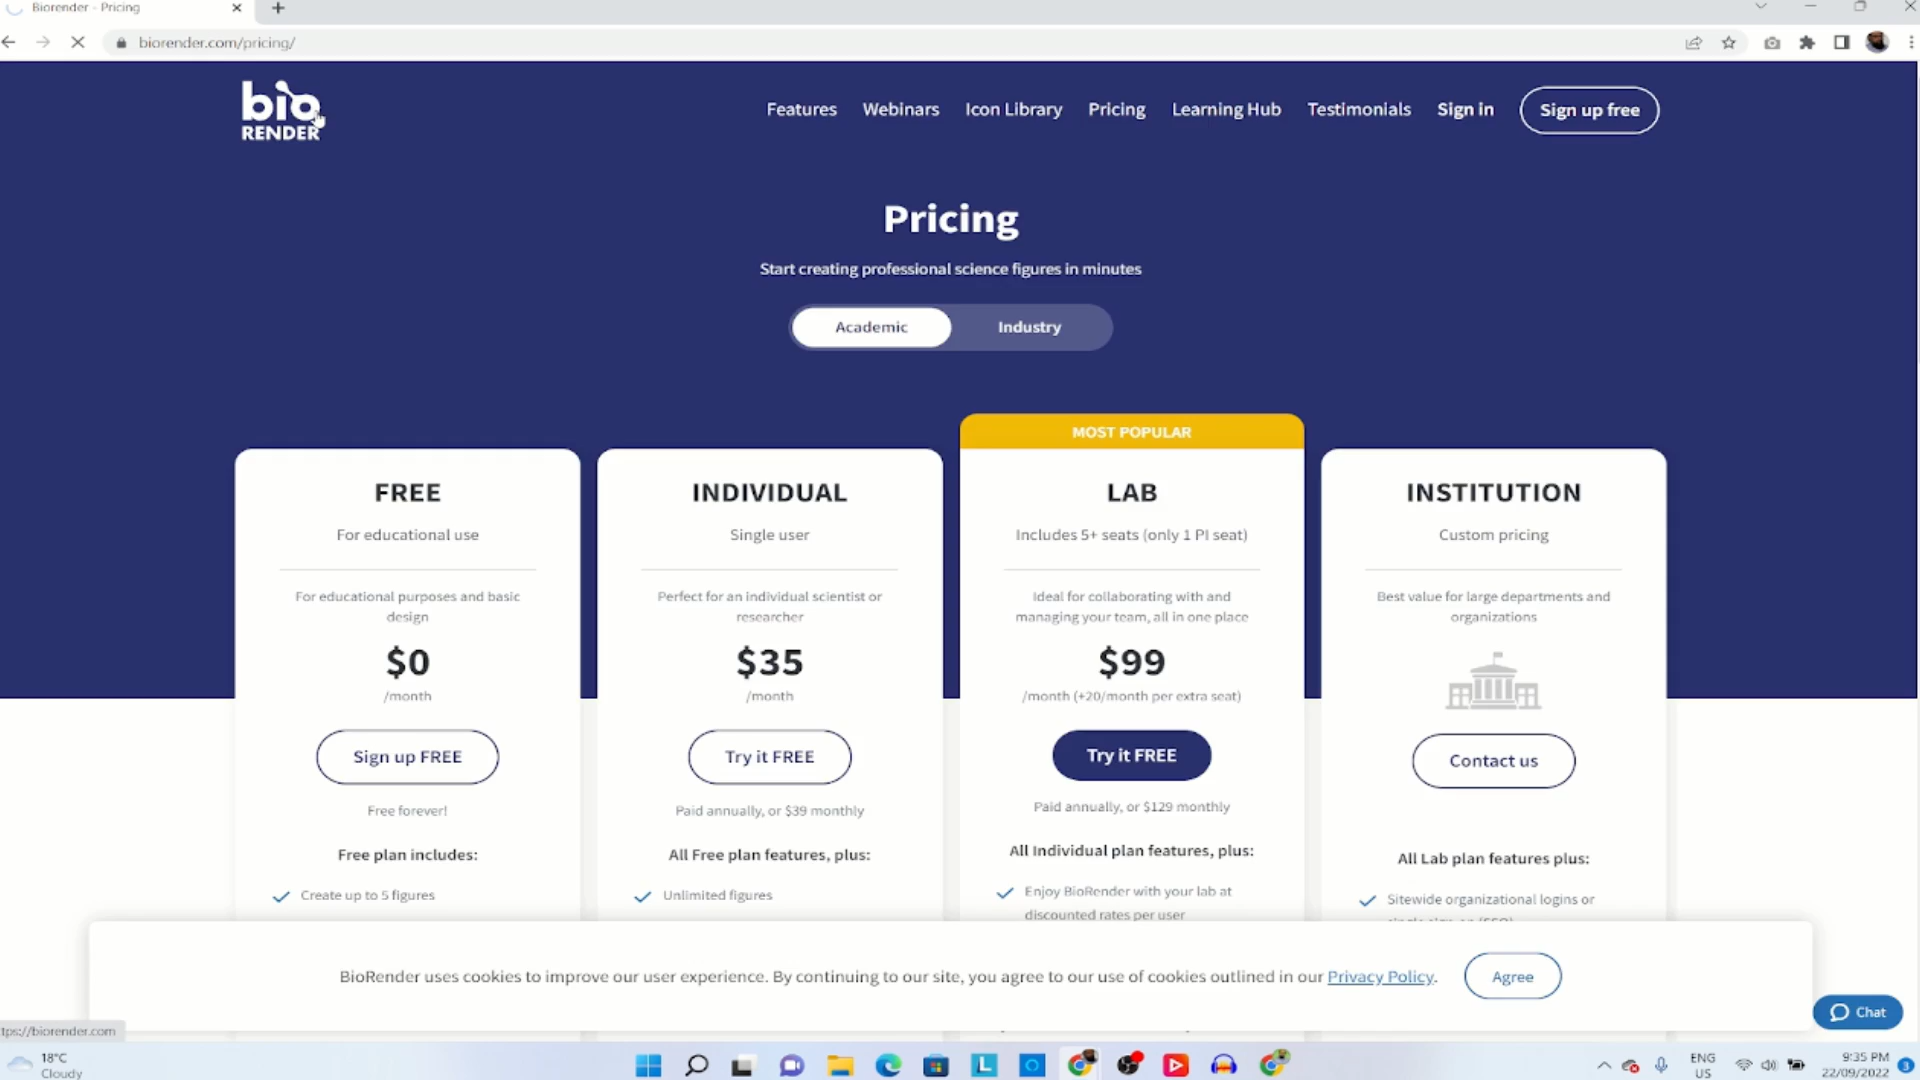 Biorender - Pricing
biorender.com/pricing/
bio
RENDER
Features
Webinars
Icon Library
Pricing
Learning Hub
Testimonials
Sign in
Sign up free
Pricing
Start creating professional science figures in minutes
Academic
Industry
FREE
For educational use
For educational purposes and basic
design
$0
/month
Sign up FREE
Free forever!
Free plan includes:
Create up to 5 figures
INDIVIDUAL
Single user
Perfect for an individual scientist or
researcher
$35
/month
Try it FREE
Paid annually, or $39 monthly
All Free plan features, plus:
Unlimited figures
MOST POPULAR
LAB
Includes 5+ seats (only 1 PI seat)
Ideal for collaborating with and
managing your team, all in one place
$99
/month (+20/month per extra seat)
Try it FREE
Paid annually, or $129 monthly
All Individual plan features, plus:
Enjoy BioRender with your lab at
discounted rates per user
INSTITUTION
Custom pricing
Best value for large departments and
organizations
Contact us
All Lab plan features plus:
Sitewide organizational logins or
BioRender uses cookies to improve our user experience. By continuing to our site, you agree to our use of cookies outlined in our Privacy Policy.
Agree
Chat
tps://biorender.com
18°C
Cloudy
ENG
US
9:35 PM
22/09/2022
3